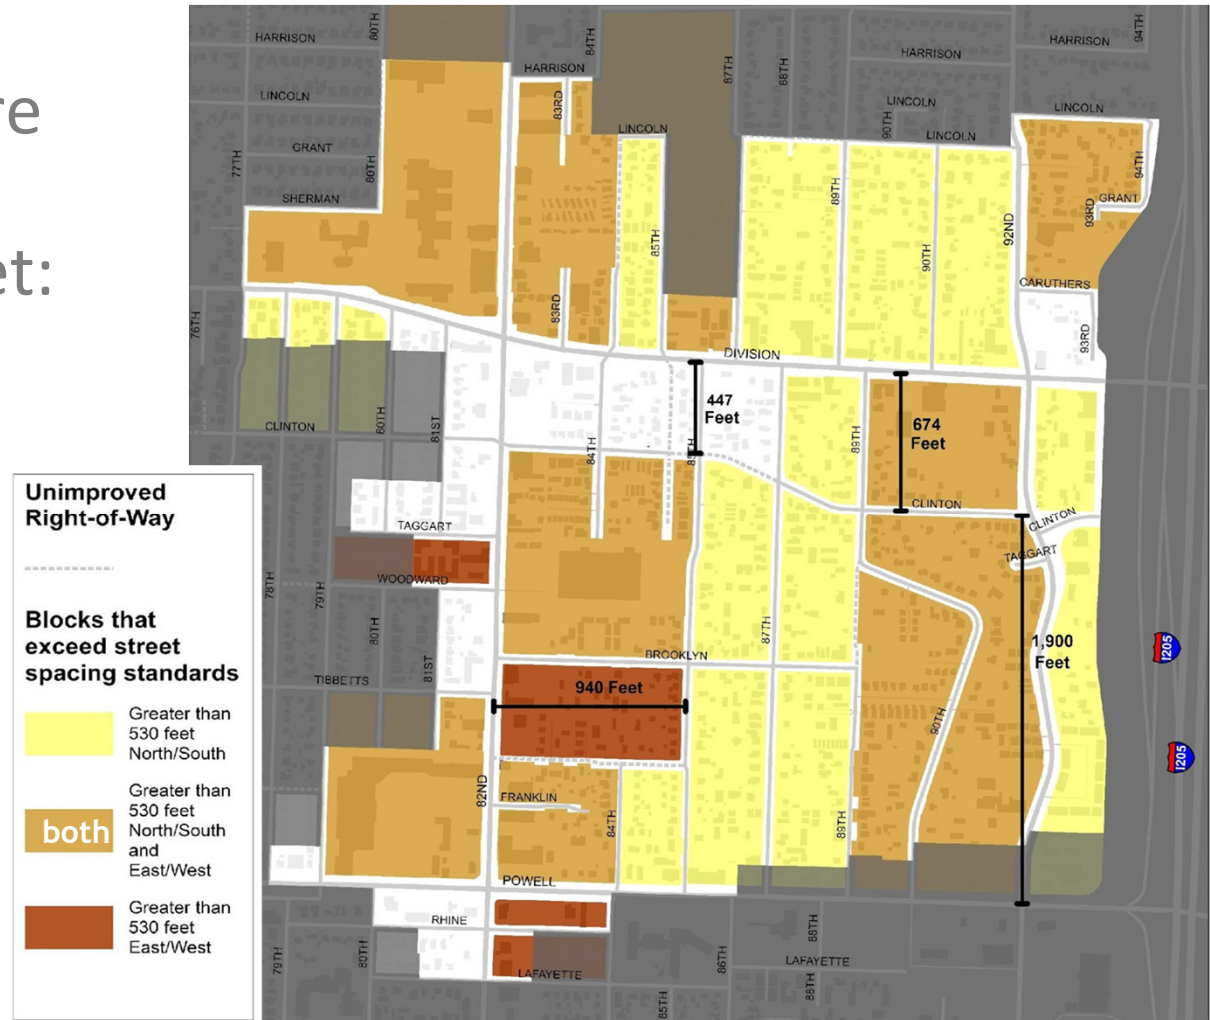 re
et:
HARRISON
80TH
84TH
HARRISON
87TH
88TH
HARRISON
HARRISON
94TH
LINCOLN
83RD
LINCOLN
LINCOLN
90TH
LINCOLN
LINCOLN
GRANT
77TH
80TH
94TH
SHERMAN
89TH
GRANT
93RD
92ND
85TH
90TH
CARUTHERS
83RD
76TH
93RD
DIVISION
447
Feet
674
Feet
80TH
81ST
CLINTON
84TH
89TH
CLINTON
CLINTON
TAGGART
TAGGART
WOODWARD
78TH
79TH
80TH
81ST
87TH
BROOKLYN
1,900
Feet
I205
TIBBETTS
940 Feet
90TH
I205
82ND
FRANKLIN
84TH
89TH
POWELL
RHINE
88TH
79TH
80TH
86TH
LAFAYETTE
LAFAYETTE
88TH
85TH
Unimproved
Right-of-Way
Blocks that
exceed street
spacing standards
Greater than
530 feet
North/South
both
Greater than
530 feet
North/South
and
East/West
Greater than
530 feet
East/West